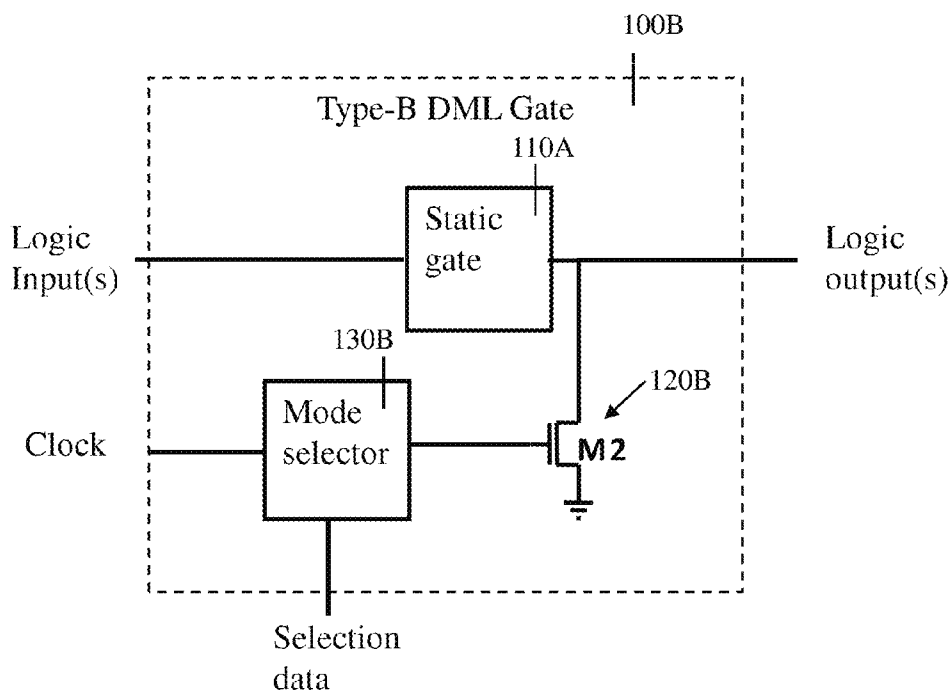 100B
Type-B DML Gate
110A
Static
gate
Logic
Input(s)
Logic
output(s)
130B
Mode
selector
120B
M2
Clock
Selection
data